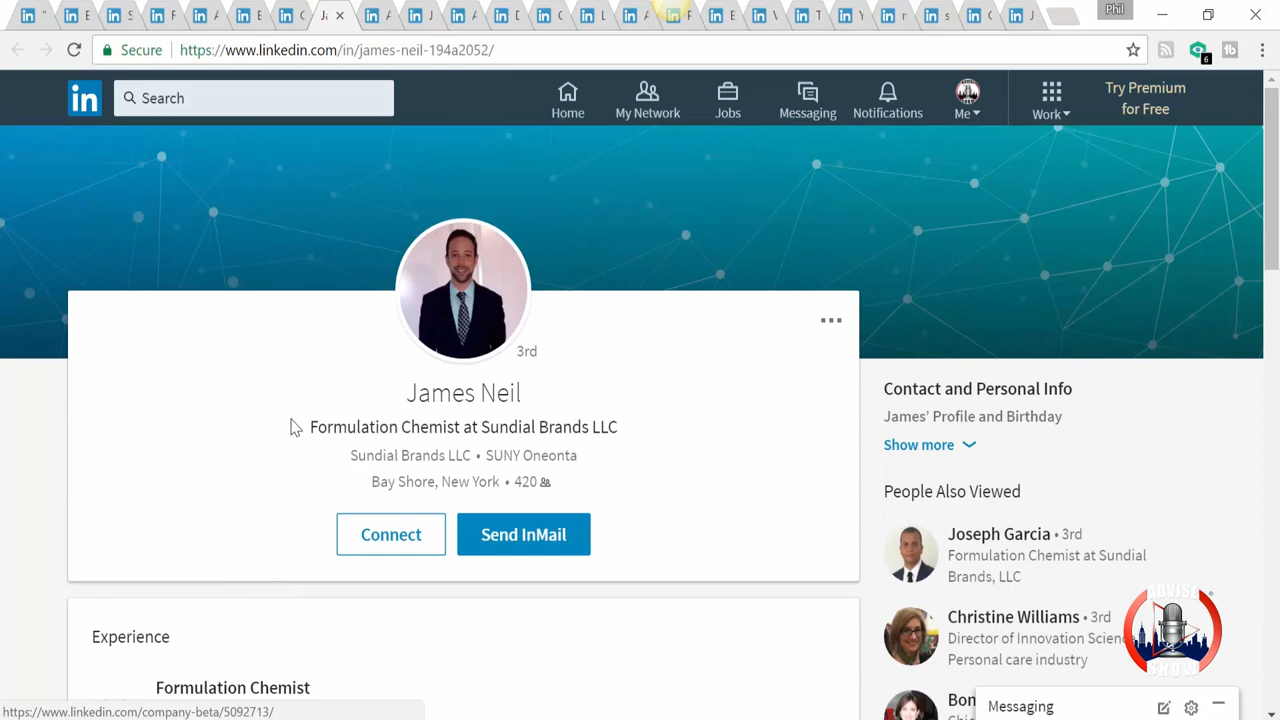 Phil
Secure https://www.linkedin.com/in/james-neil-194a2052/
6
in
Search
Home
My Network
Jobs
Messaging
Notifications
Me
Work
Try Premium
for Free
3rd
James Neil
Formulation Chemist at Sundial Brands LLC
Sundial Brands LLC • SUNY Oneonta
Bay Shore, New York • 420
Connect
Send InMail
Experience
Formulation Chemist
Contact and Personal Info
James’ Profile and Birthday
Show more
People Also Viewed
Joseph Garcia • 3rd
Formulation Chemist at Sundial
Brands, LLC
Christine Williams • 3rd
Director of Innovation
Personal care industry
Messaging
ADVISE
SHOW
https://www.linkedin.com/company-beta/5092713/